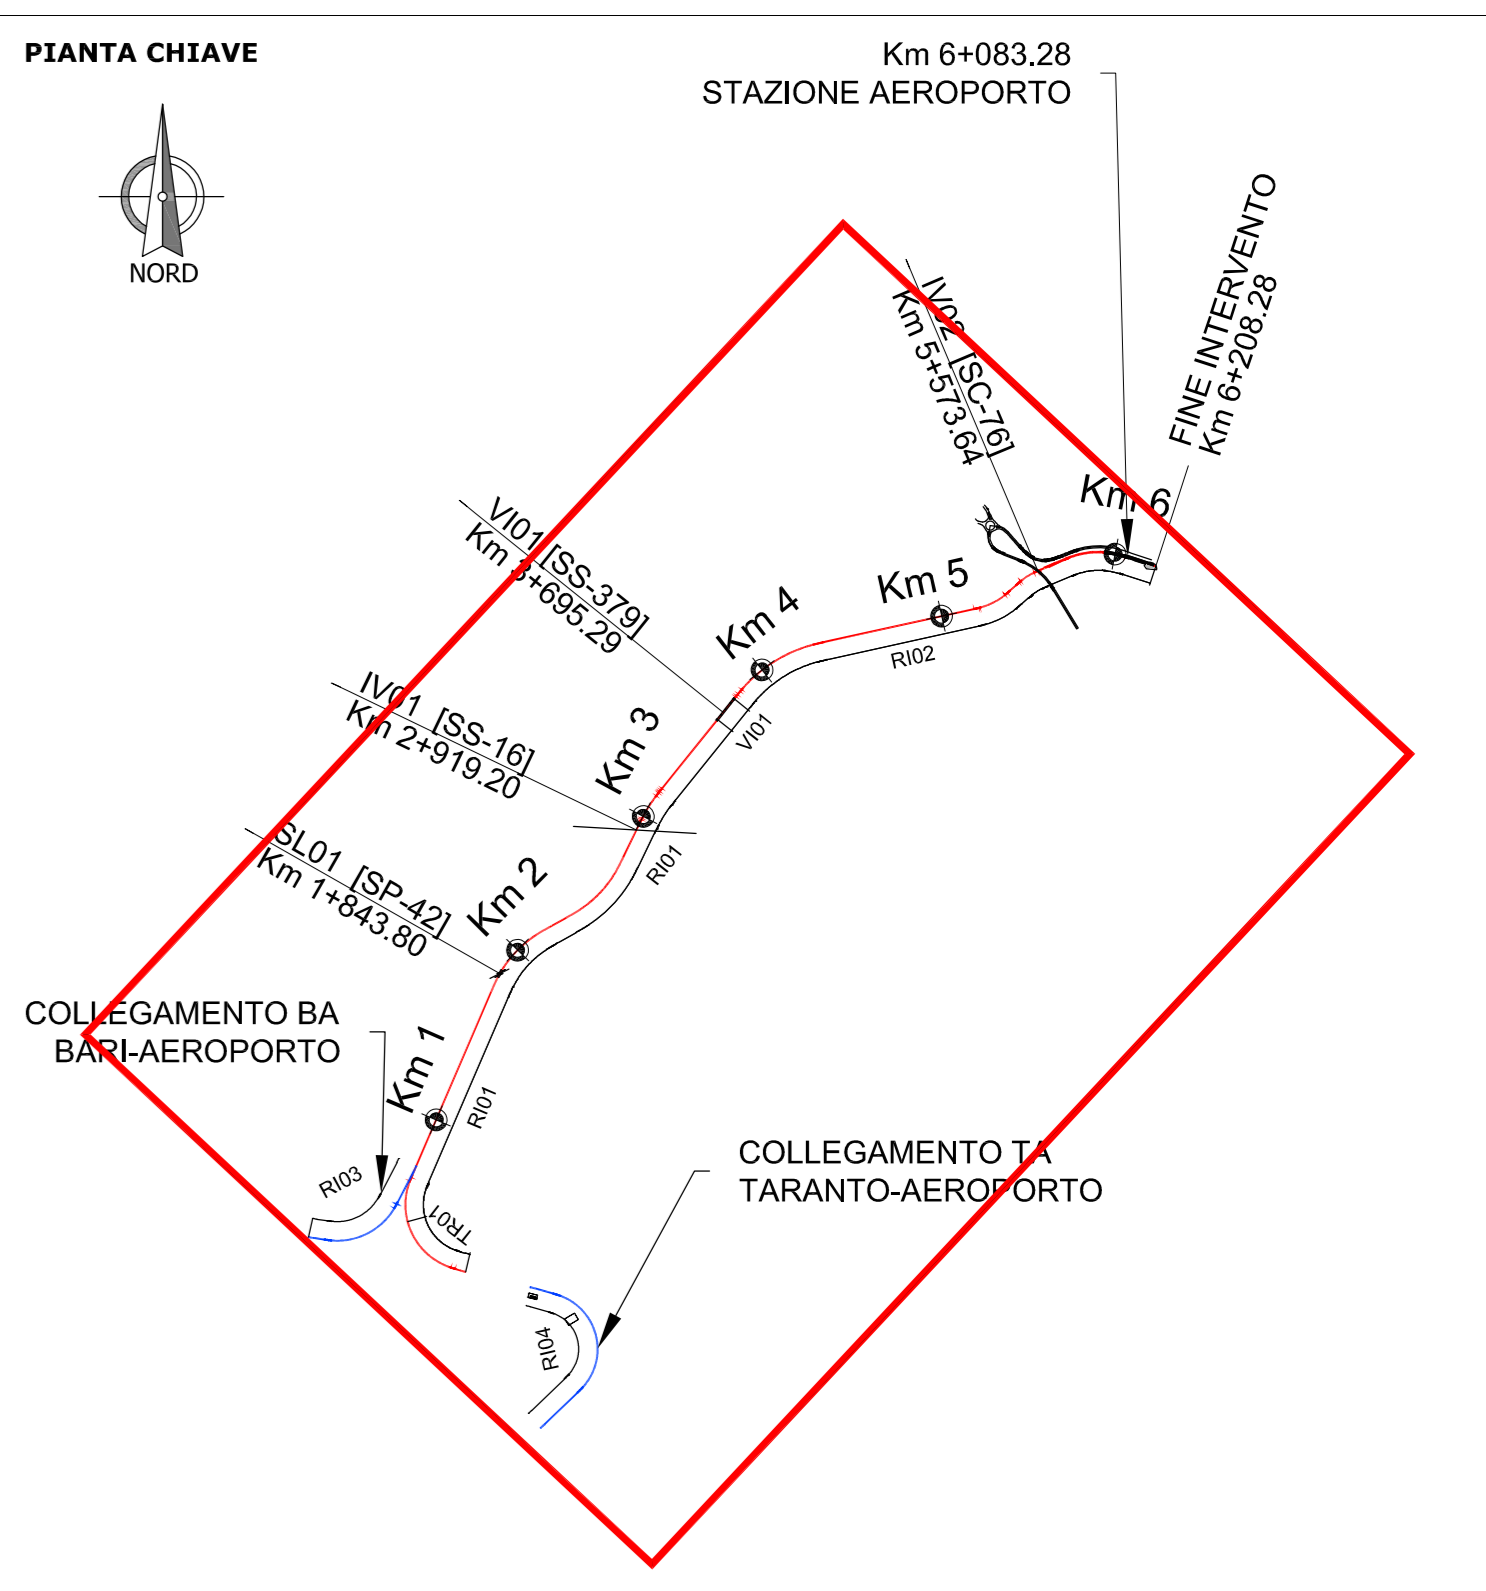 PIANTA CHIAVE
NORD
Km 6+083.28
STAZIONE AEROPORTO
FINE INTERVENTO
Km 6+208.28
IV02 [SC-76]
Km 5+573.64
Km 6
VI01 [SS-379]
Km 3+695.29
Km 5
Km 4
RI02
IV01 [SS-16]
Km 2+919.20
Km 3
VI01
SL01 [SP-42]
Km 1+843.80
Km 2
RI01
COLLEGAMENTO BA
BARI-AEROPORTO
Km 1
RI01
RI03
TR01
COLLEGAMENTO TA
TARANTO-AEROPORTO
RI04